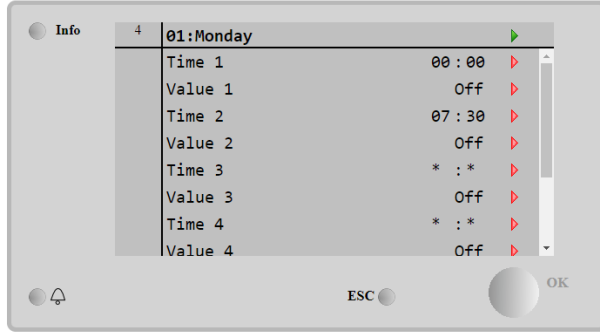 Info
4 01:Monday
Time 1 00:00
Value 1 Off
Time 2 07:30
Value 2 Off
Time 3 * :*
Value 3 Off
Time 4 * :*
Value 4 Off
ESC
OK